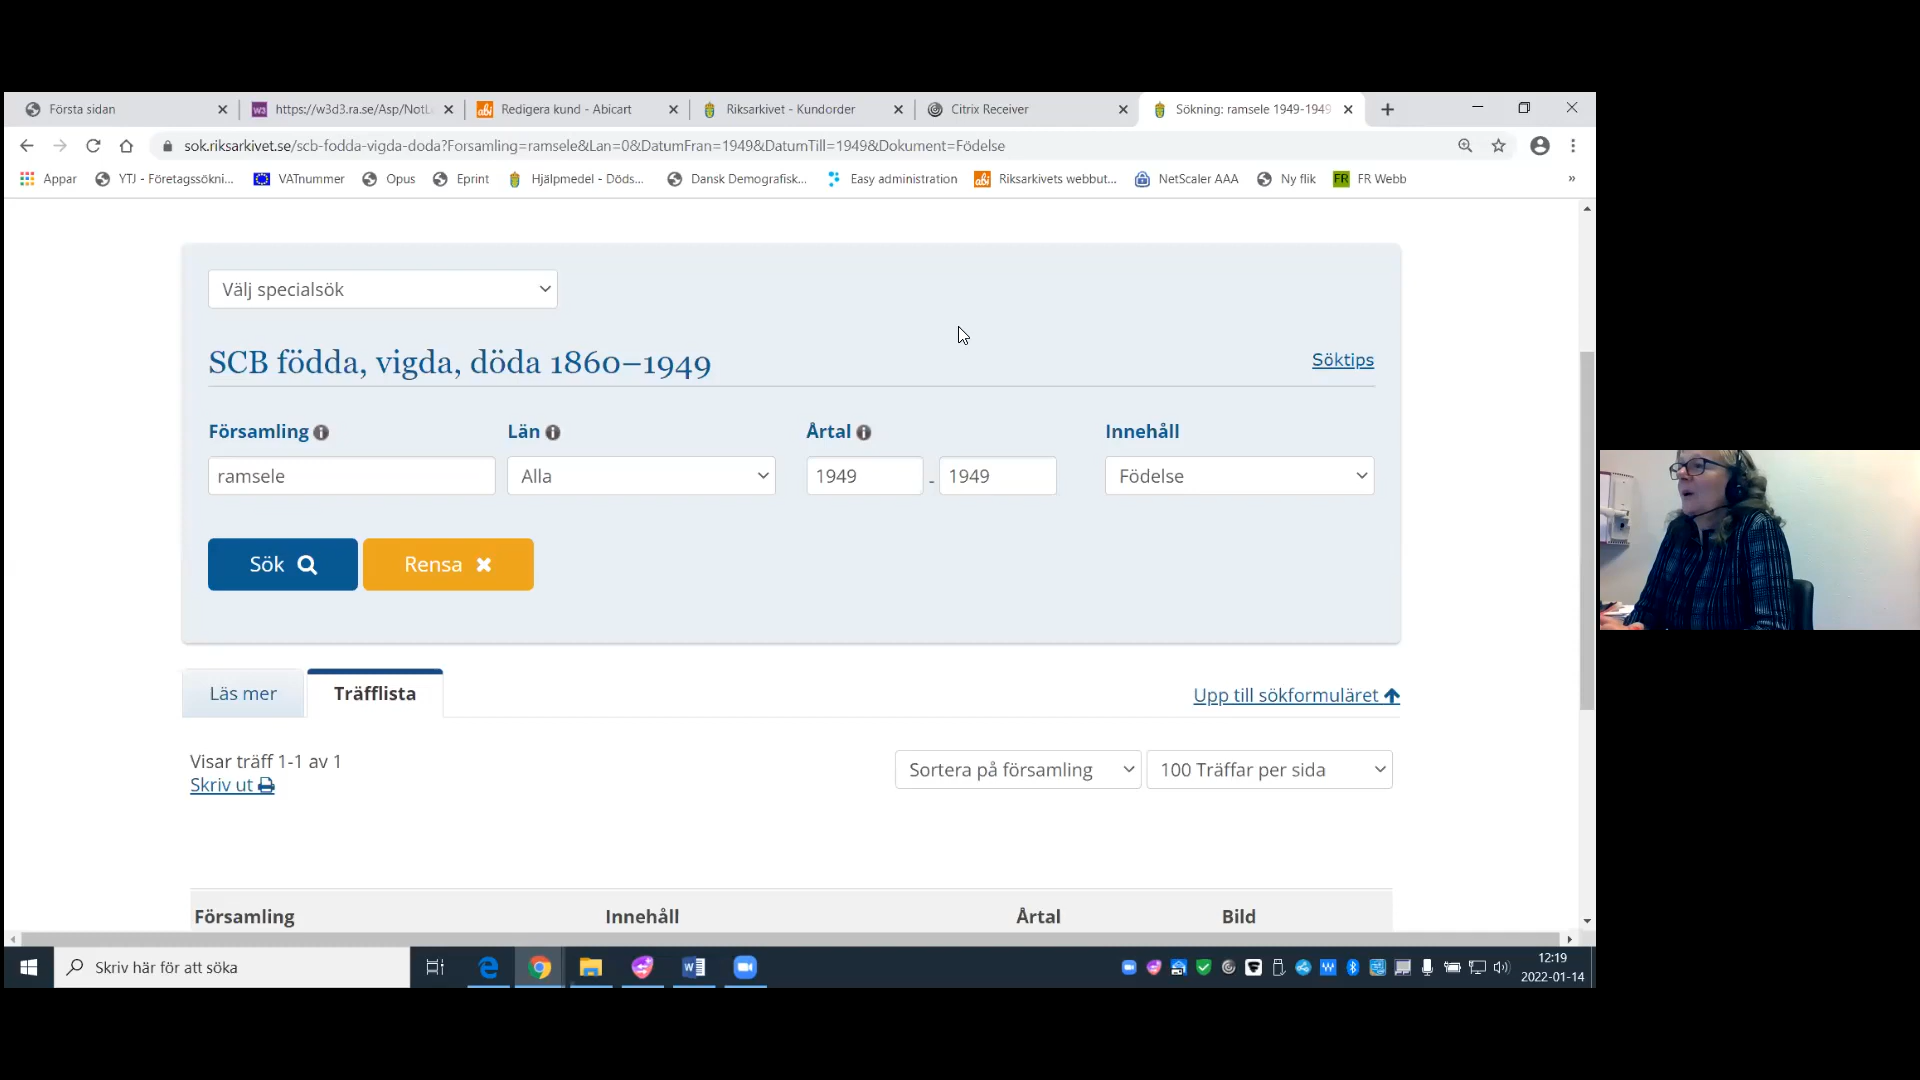 Första sidan
https://w3d3.ra.se/Asp/NotL
Redigera kund - Abicart
Riksarkivet - Kundorder
Citrix Receiver
Sökning: ramsele 1949-1949
sok.riksarkivet.se/scb-fodda-vigda-doda?Forsamling=ramsele&Lan=0&DatumFran=1949&DatumTill=1949&Dokument=Födelse
Appar
YTJ - Företagssökni...
VATnummer
Opus
Eprint
Hjälpmedel - Döds...
Dansk Demografisk...
Easy administration
Riksarkivets webbut...
NetScaler AAA
Ny flik
FR
FR Webb
»
Välj specialsök
SCB födda, vigda, döda 1860–1949
Söktips
Församling
Län
Årtal
Innehåll
ramsele
Alla
1949 - 1949
Födelse
Sök
Rensa
Läs mer
Träfflista
Upp till sökformuläret
Visar träff 1-1 av 1
Skriv ut
Sortera på församling
100 Träffar per sida
Församling
Innehåll
Årtal
Bild
Skriv här för att söka
12:19
2022-01-14